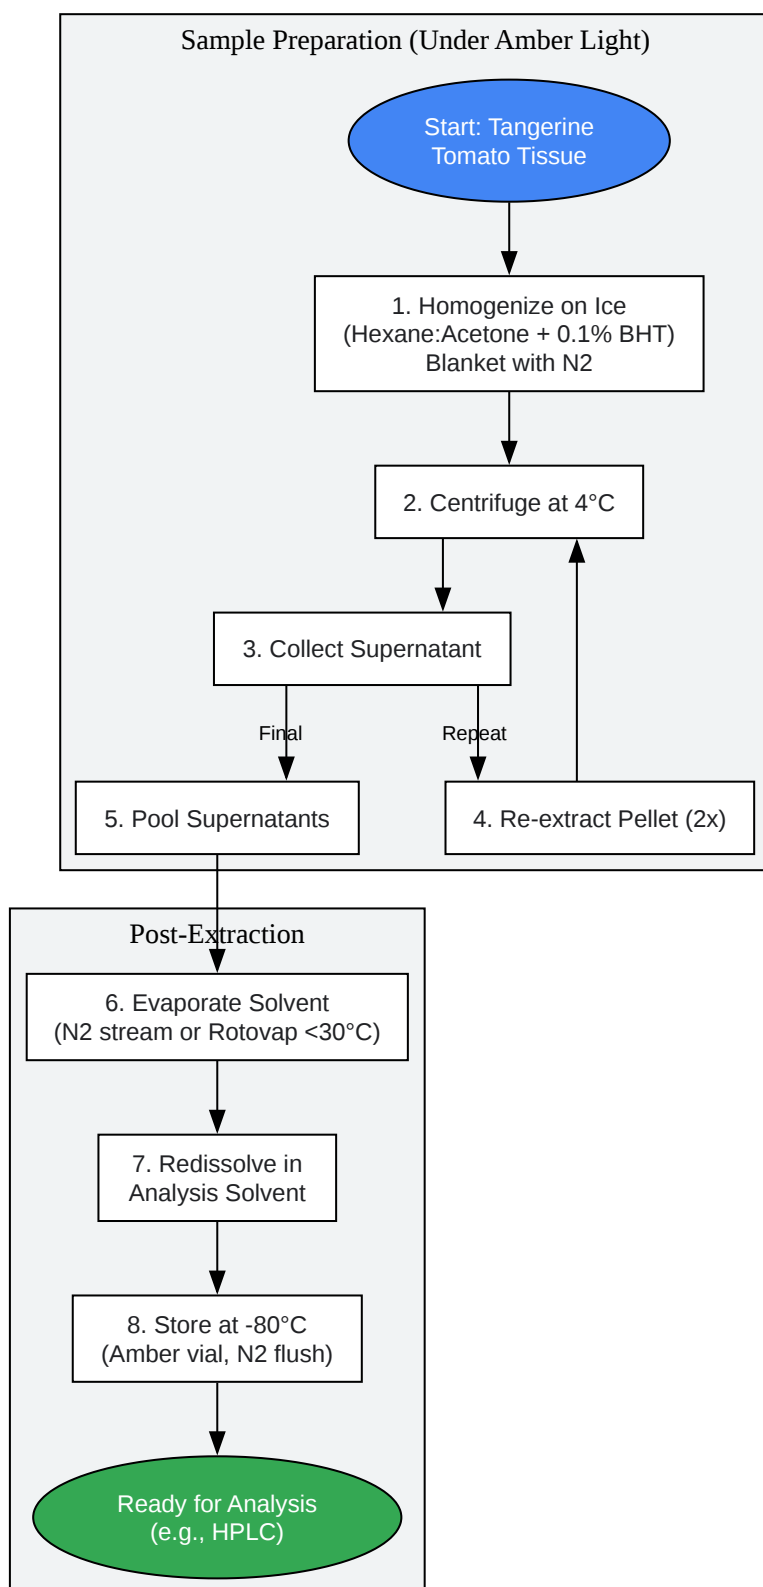 Sample Preparation (Under Amber Light)
Start: Tangerine
Tomato Tissue
1. Homogenize on Ice
(Hexane:Acetone + 0.1% BHT)
Blanket with N2
2. Centrifuge at 4°C
3. Collect Supernatant
Final
Repeat
5. Pool Supernatants
4. Re-extract Pellet (2x)
Post-Extraction
6. Evaporate Solvent
(N2 stream or Rotovap <30°C)
7. Redissolve in
Analysis Solvent
8. Store at -80°C
(Amber vial, N2 flush)
Ready for Analysis
(e.g., HPLC)